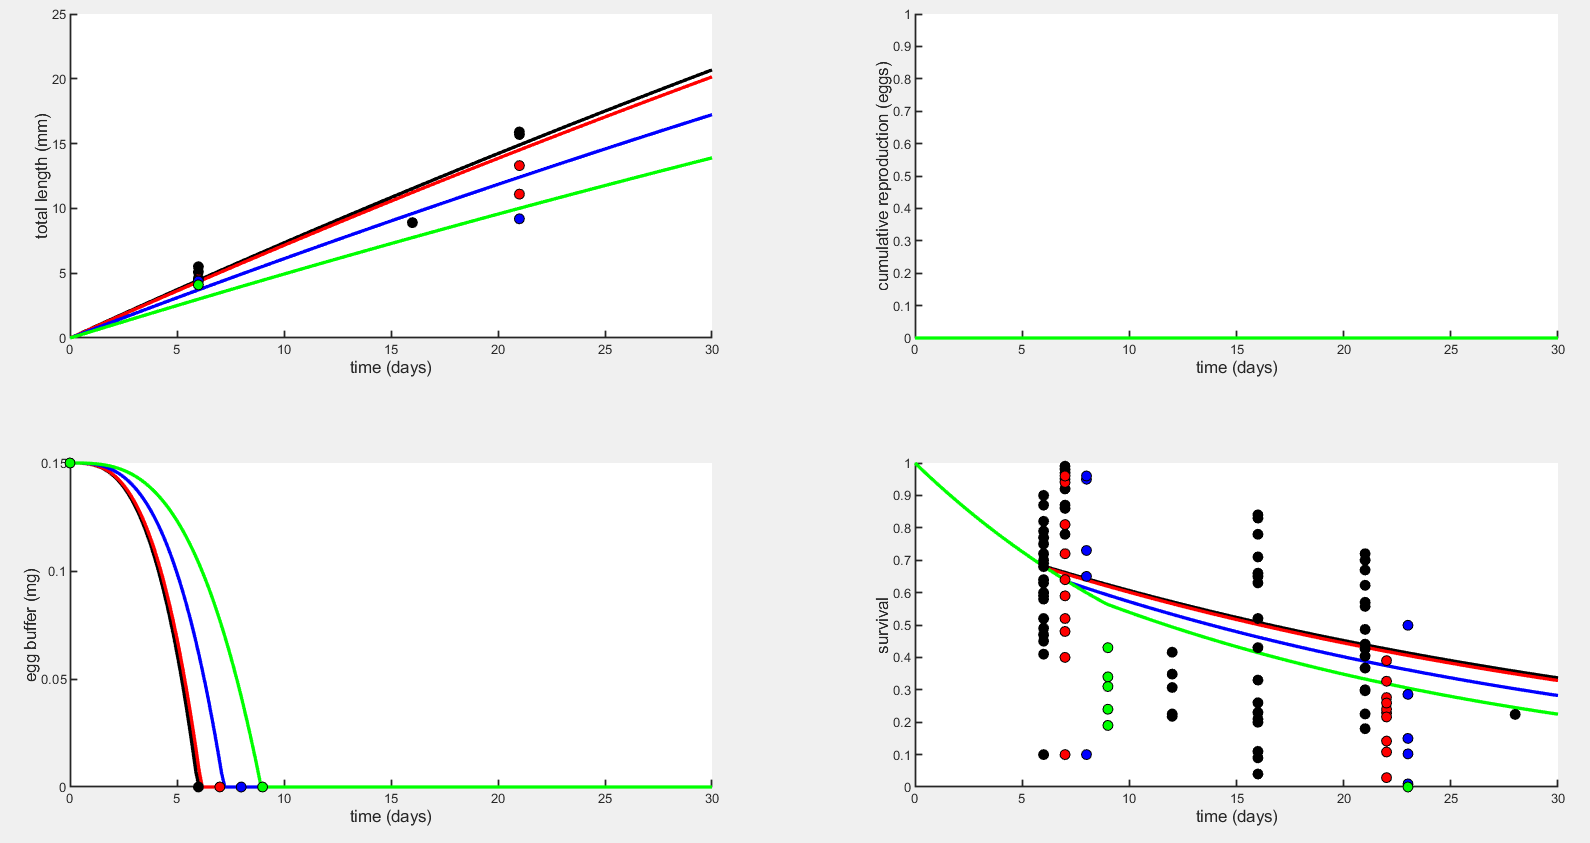 25
20
15
10
5
0
0 5 10 15 20 25 30
total length (mm)
time (days)
1
0.9
0.8
0.7
0.6
0.5
0.4
0.3
0.2
0.1
0
0 5 10 15 20 25 30
cumulative reproduction (eggs)
time (days)
0.15
0.1
0.05
0
0 5 10 15 20 25 30
egg buffer (mg)
time (days)
1
0.9
0.8
0.7
0.6
0.5
0.4
0.3
0.2
0.1
0
0 5 10 15 20 25 30
survival
time (days)